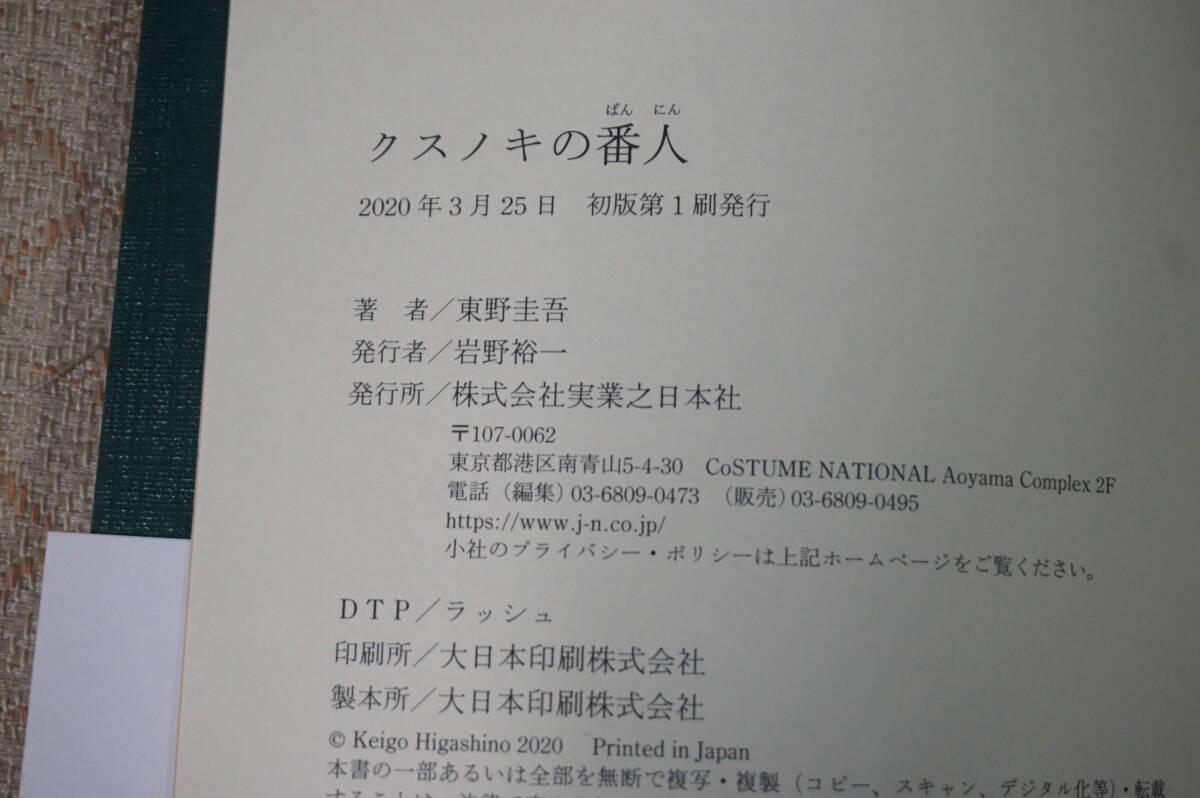 ばん にん
クスノキの番人
2020年3月25日 初版第1刷発行
著 者／東野圭吾
発行者／岩野裕一
発行所／株式会社実業之日本社
〒107-0062
東京都港区南青山5-4-30 CoSTUME NATIONAL Aoyama Complex 2F
電話（編集）03-6809-0473 （販売）03-6809-0495
https://www.j-n.co.jp/
小社のプライバシー・ポリシーは上記ホームページをご覧ください。
DTP／ラッシュ
印刷所／大日本印刷株式会社
製本所／大日本印刷株式会社
© Keigo Higashino 2020 Printed in Japan
本書の一部あるいは全部を無断で複写・複製（コピー、スキャン、デジタル化等）・転載
することは、法律で